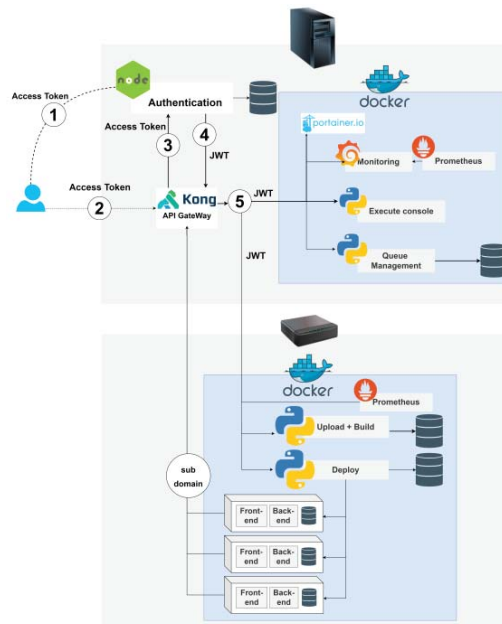 node
Access Token
1
Authentication
docker
Access Token
3
4
JWT
portainer.io
Monitoring
Prometheus
Access Token
2
Kong
API GateWay
5
JWT
Execute console
JWT
Queue
Management
docker
Prometheus
Upload + Build
sub
domain
Deploy
Front-
end
Back-
end
Front-
end
Back-
end
Front-
end
Back-
end